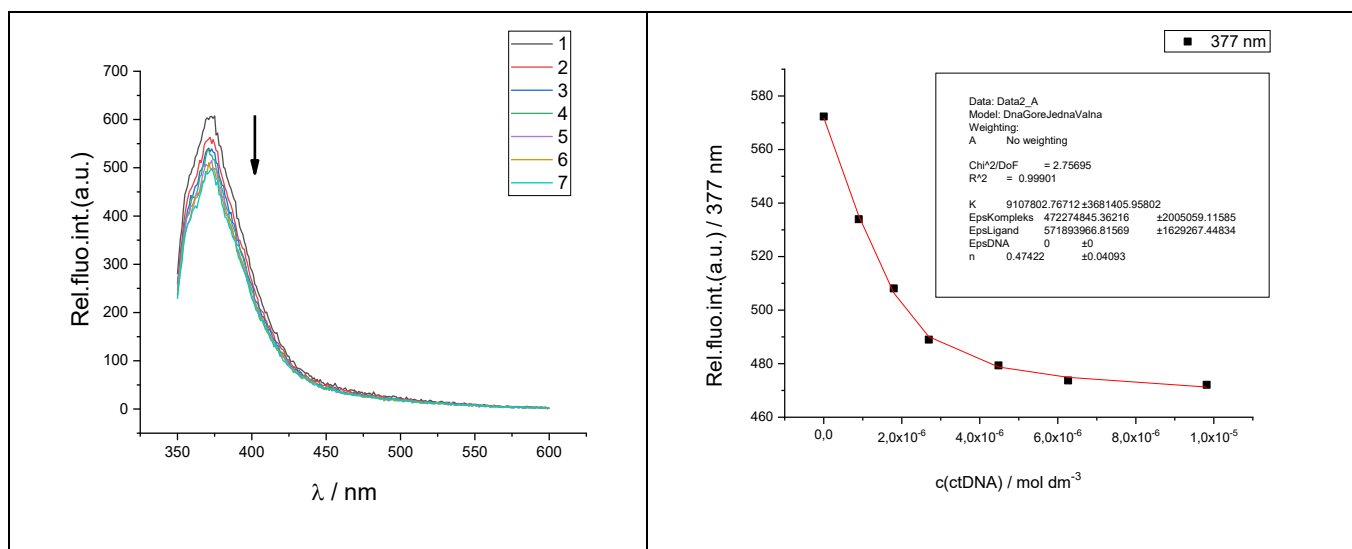 1
2
3
4
5
6
7
700
600
500
400
300
200
100
0
Rel.fluo.int.(a.u.)
350 400 450 500 550 600
λ / nm
377 nm
Data: Data2_A
Model: DnaGoreJednaValna
Weighting:
A No weighting
Chi^2/DoF = 2.75695
R^2 = 0.99901
K 9107802.76712 ±3681405.95802
EpsKompleks 472274845.36216 ±2005059.11585
EpsLigand 571893966.81569 ±1629267.44834
EpsDNA 0 ±0
n 0.47422 ±0.04093
580
560
540
520
500
480
460
Rel.fluo.int.(a.u.) / 377 nm
0,0 2,0x10⁻⁶ 4,0x10⁻⁶ 6,0x10⁻⁶ 8,0x10⁻⁶ 1,0x10⁻⁵
c(ctDNA) / mol dm⁻³